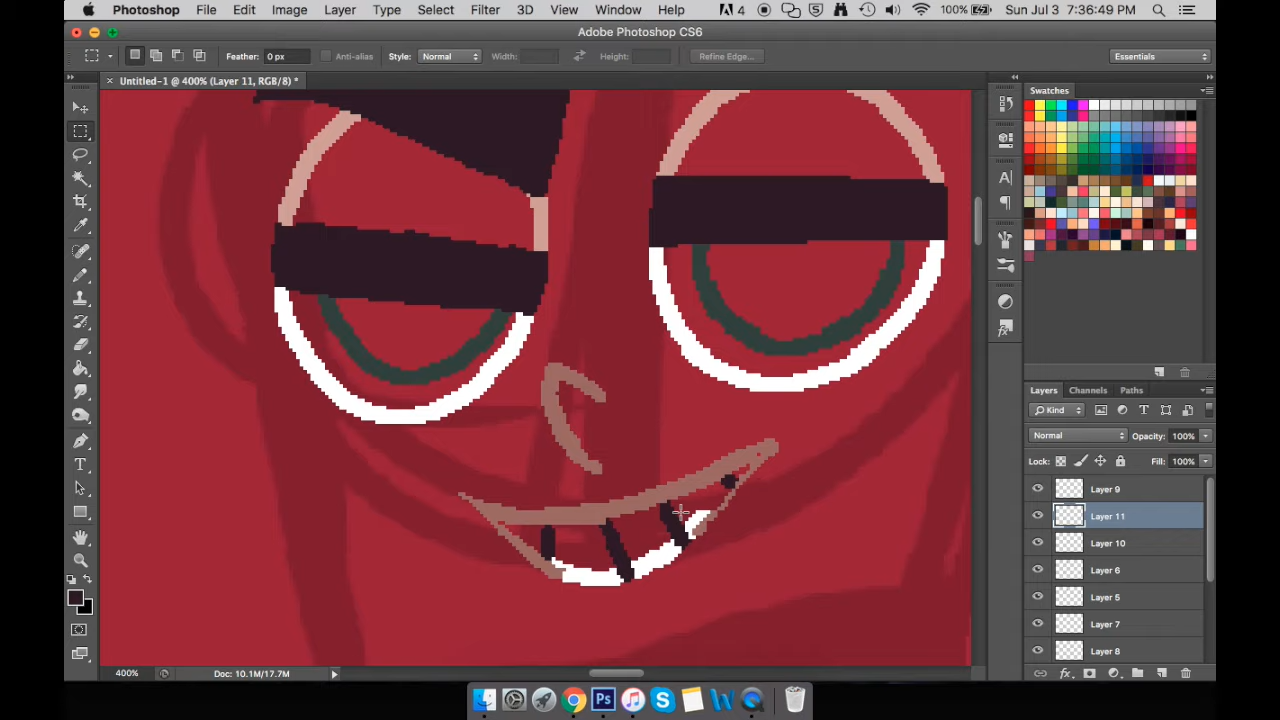 Photoshop File Edit Image Layer Type Select Filter 3D View Window Help 4 100% Sun Jul 3 7:36:49 PM
Adobe Photoshop CS6
Feather: 0 px Anti-alias Style: Normal Width: Height: Refine Edge... Essentials
Untitled-1 @ 400% (Layer 11, RGB/8) *
Swatches
Layers Channels Paths
Kind
Normal Opacity: 100%
Lock: Fill: 100%
Layer 9
Layer 11
Layer 10
Layer 6
Layer 5
Layer 7
Layer 8
400% Doc: 10.1M/17.7M
Ps